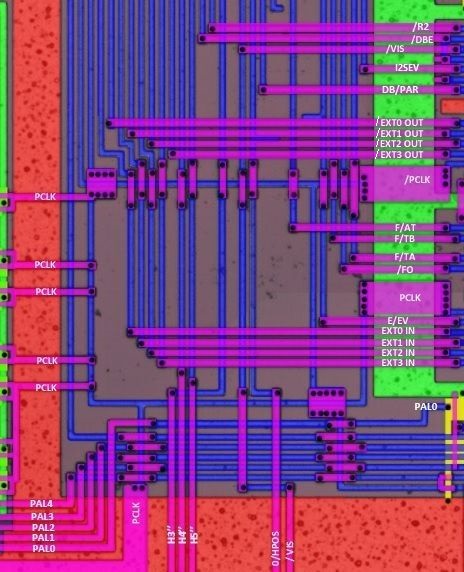 /R2
/DBE
/VIS
I2SEV
DB/PAR
/EXT0 OUT
/EXT1 OUT
/EXT2 OUT
/EXT3 OUT
/PCLK
PCLK
F/AT
F/TB
F/TA
/FO
PCLK
PCLK
PCLK
E/EV
EXT0 IN
EXT1 IN
EXT2 IN
EXT3 IN
PCLK
PCLK
PAL0
PAL4
PAL3
PAL2
PAL1
PAL0
PCLK
H3''
H4''
H5''
0/HPOS
/ VIS